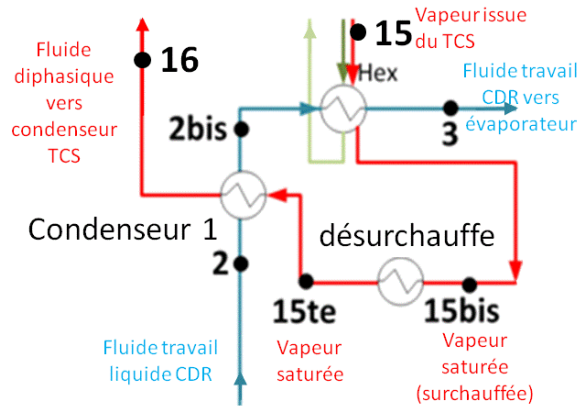 Fluide
diphasique
vers
condenseur
TCS
16
15
Vapeur issue
du TCS
Hex
Fluide travail
CDR vers
évaporateur
3
2bis
Condenseur 1
2
désurchauffe
15te
15bis
Fluide travail
liquide CDR
Vapeur
saturée
Vapeur
saturée
(surchauffée)